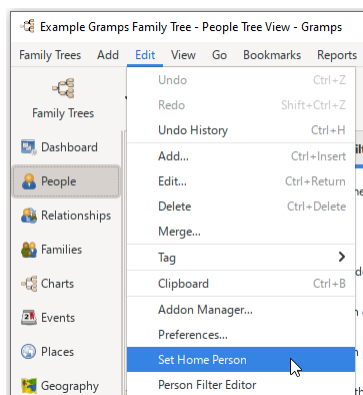 Example Gramps Family Tree - People Tree View - Gramps
Family Trees Add Edit View Go Bookmarks Reports
Family Trees
Dashboard
People
Relationships
Families
Charts
Events
Places
Geography
Undo Ctrl+Z
Redo Shift+Ctrl+Z
Undo History Ctrl+H
Add... Ctrl+Insert
Edit... Ctrl+Return
Delete Ctrl+Delete
Merge...
Tag
Clipboard Ctrl+B
Addon Manager...
Preferences...
Set Home Person
Person Filter Editor